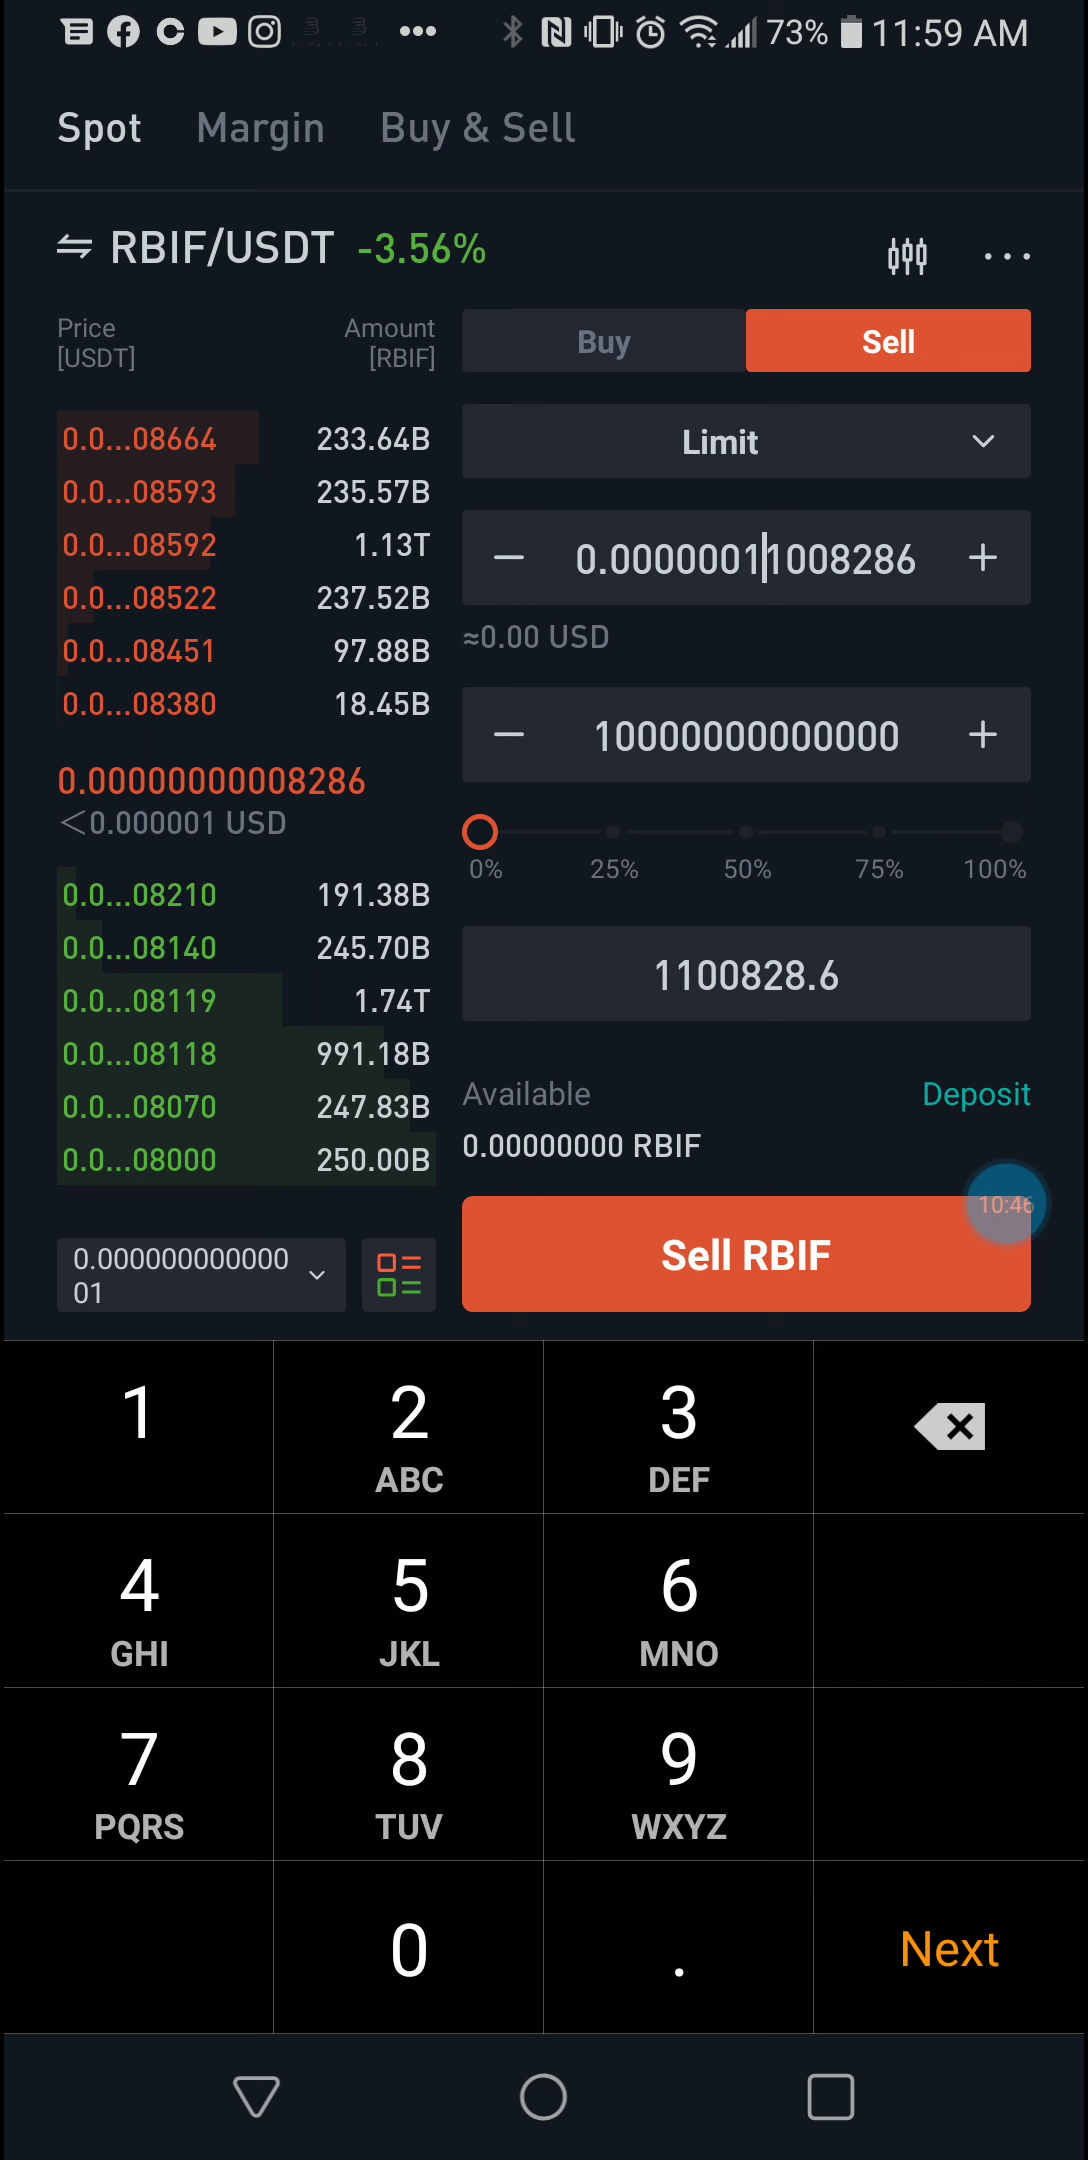 73% 11:59 AM
Spot Margin Buy & Sell
RBIF/USDT -3.56%
Price Amount
[USDT] [RBIF]
0.0...08664 233.64B
0.0...08593 235.57B
0.0...08592 1.13T
0.0...08522 237.52B
0.0...08451 97.88B
0.0...08380 18.45B
0.00000000008286
<0.000001 USD
0.0...08210 191.38B
0.0...08140 245.70B
0.0...08119 1.74T
0.0...08118 991.18B
0.0...08070 247.83B
0.0...08000 250.00B
0.000000000000
01
Buy Sell
Limit
− 0.00000011008286 +
≈0.00 USD
− 10000000000000 +
0% 25% 50% 75% 100%
1100828.6
Available Deposit
0.00000000 RBIF
10:46
Sell RBIF
1 2 3
ABC DEF
4 5 6
GHI JKL MNO
7 8 9
PQRS TUV WXYZ
0 . Next